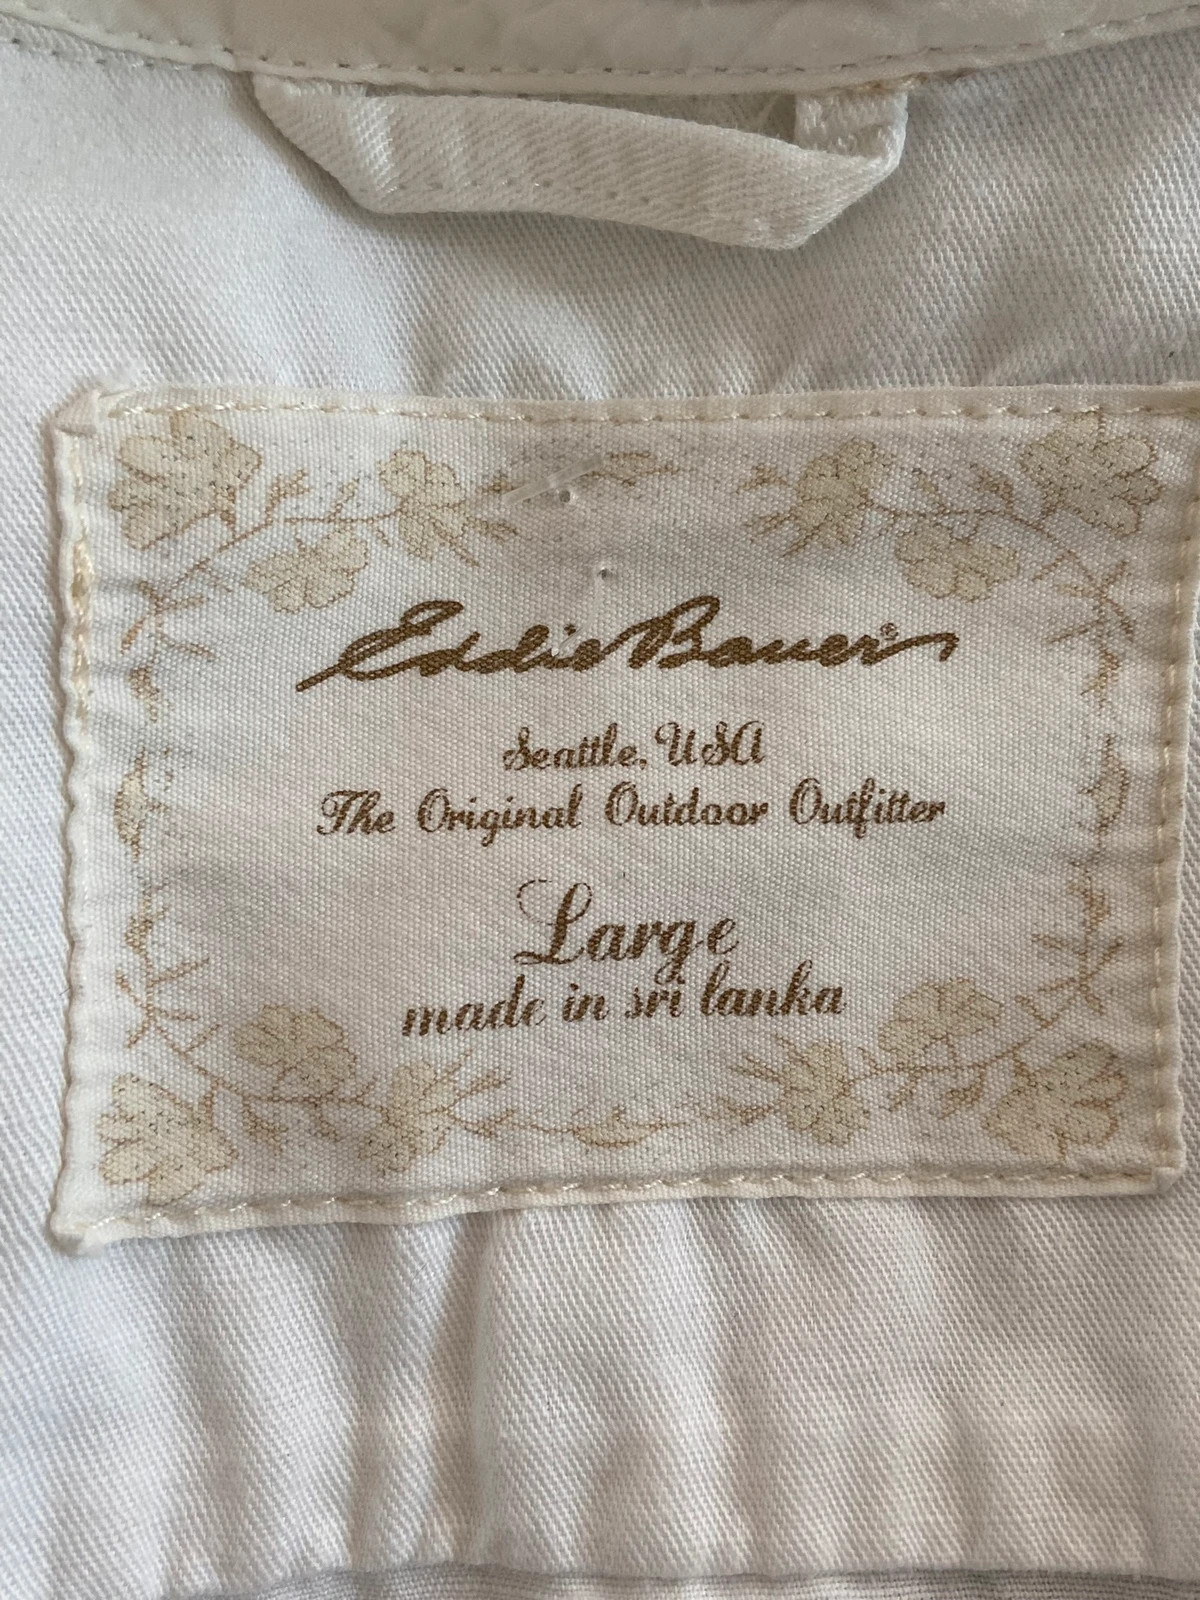 Eddie Bauer
Seattle, USA
The Original Outdoor Outfitter
Large
made in sri lanka